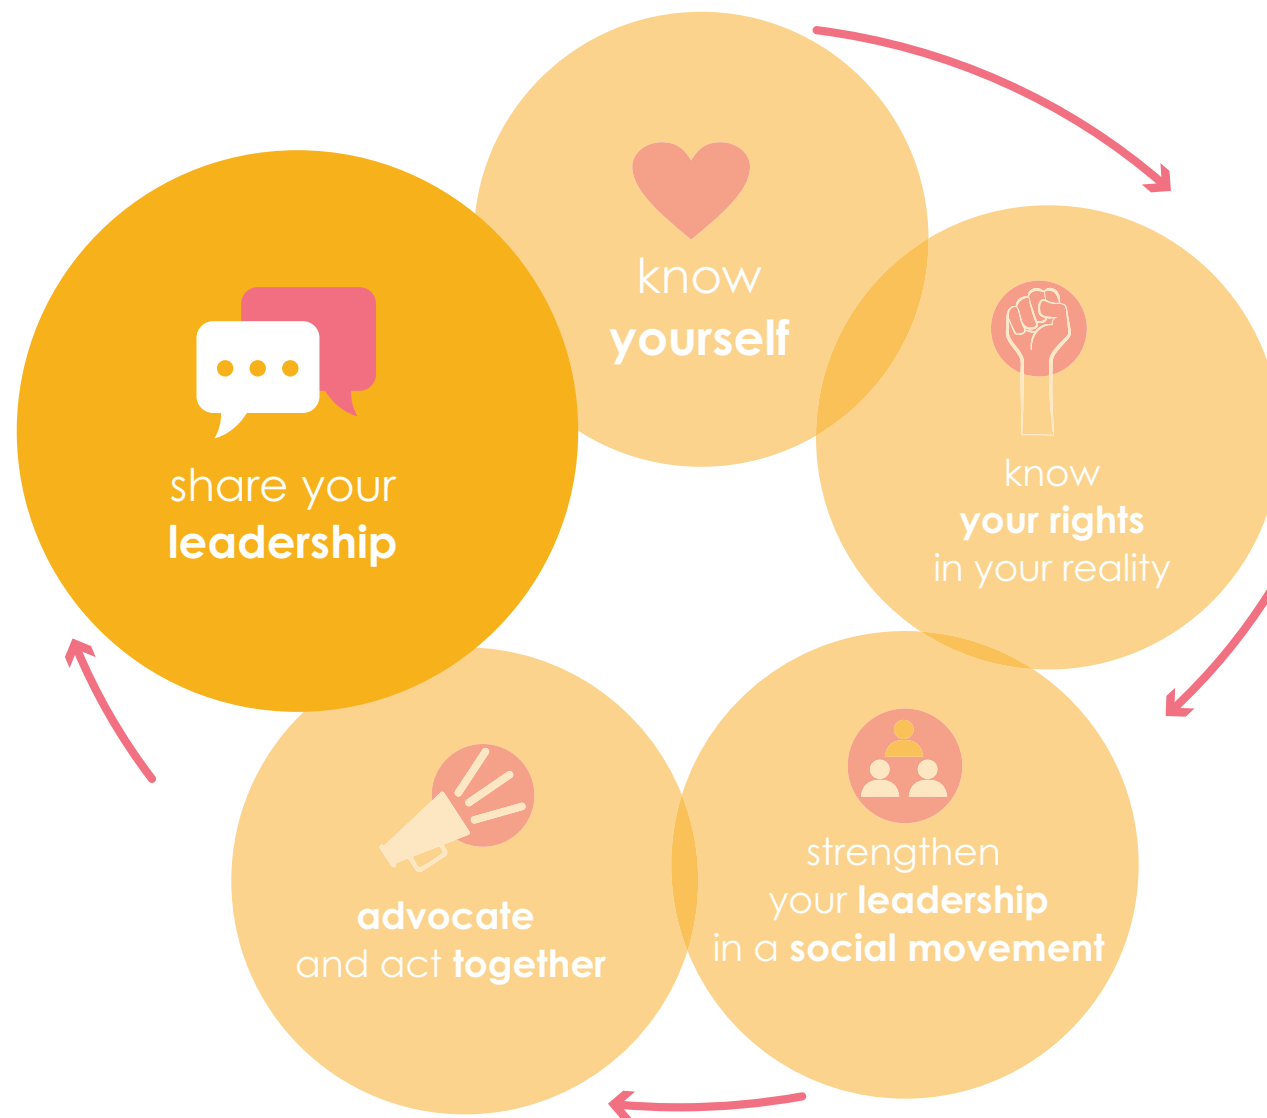 know
yourself
know
your rights
in your reality
strengthen
your leadership
in a social movement
advocate
and act together
share your
leadership